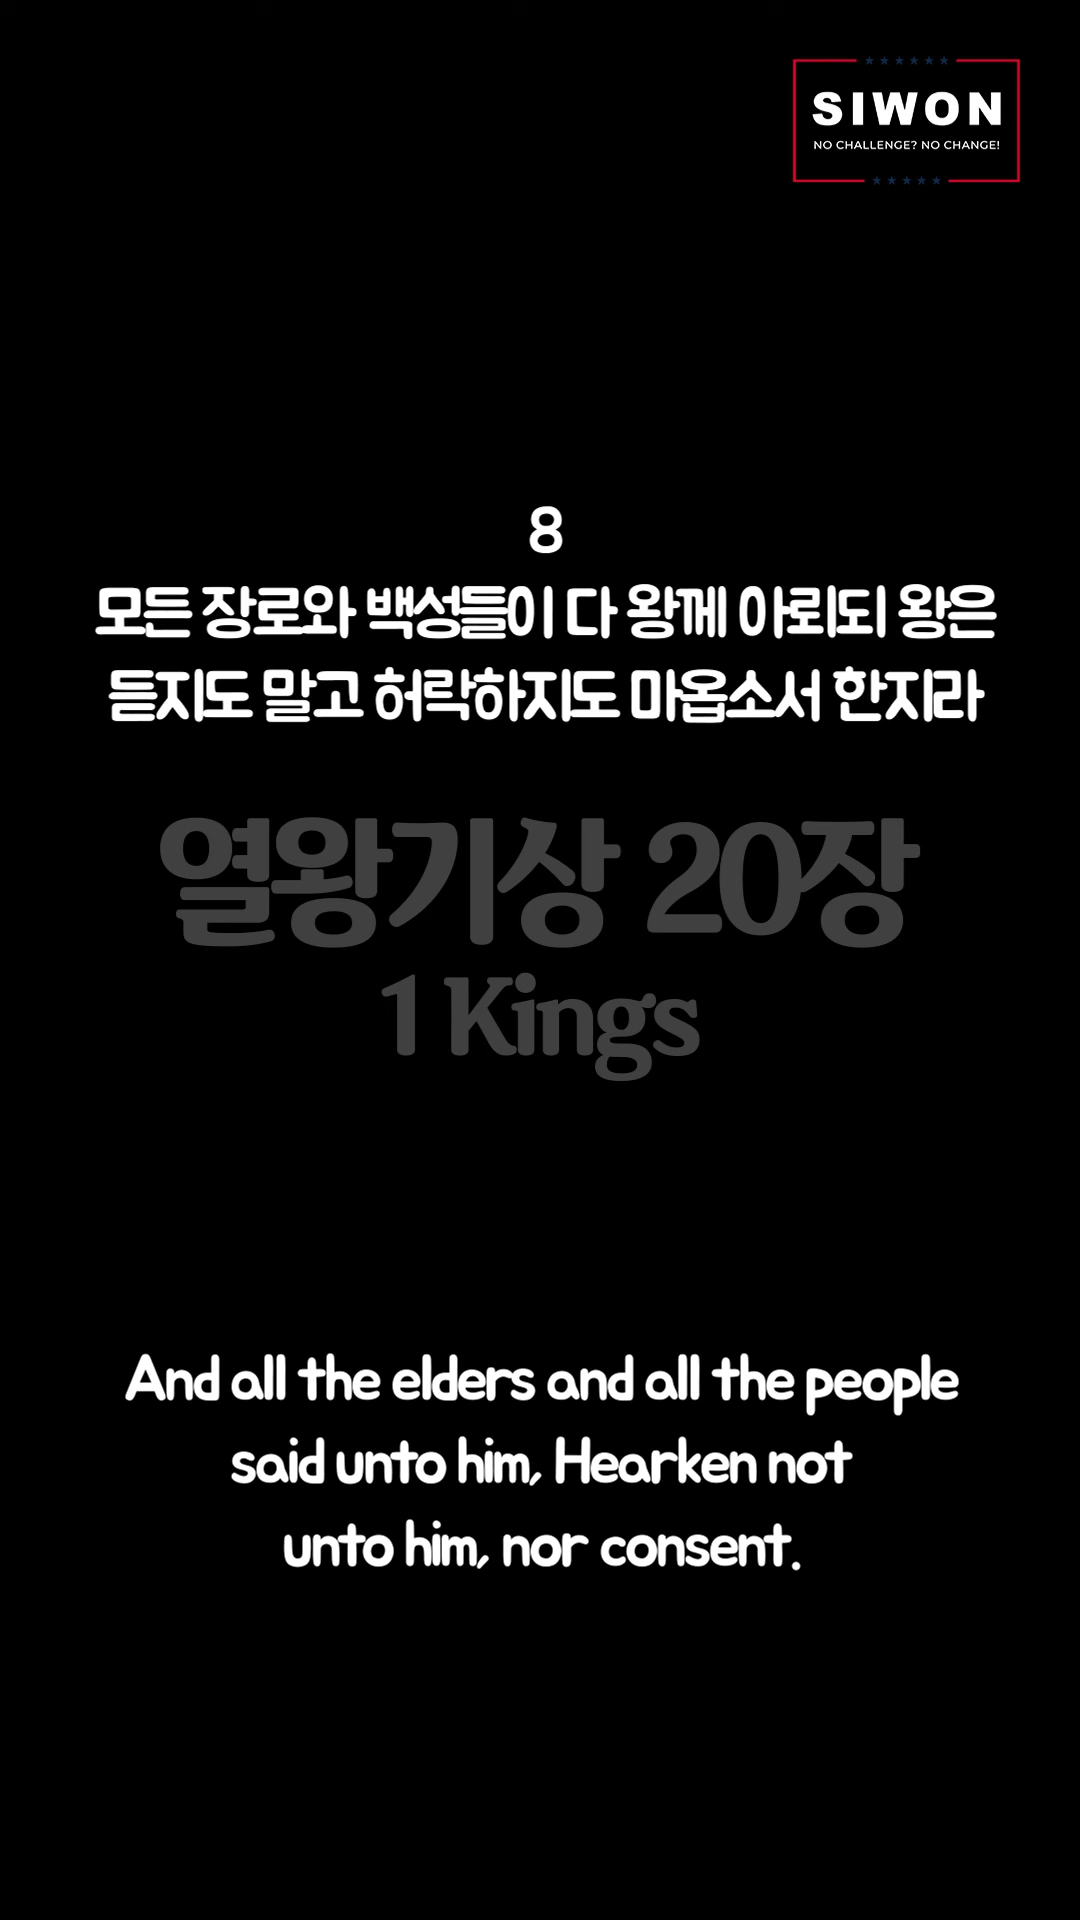 SIWON
NO CHALLENGE? NO CHANGE!
8
모든 장로와 백성들이 다 왕께 아뢰되 왕은
듣지도 말고 허락하지도 마옵소서 한지라
열왕기상 20장
1 Kings
And all the elders and all the people
said unto him, Hearken not
unto him, nor consent.